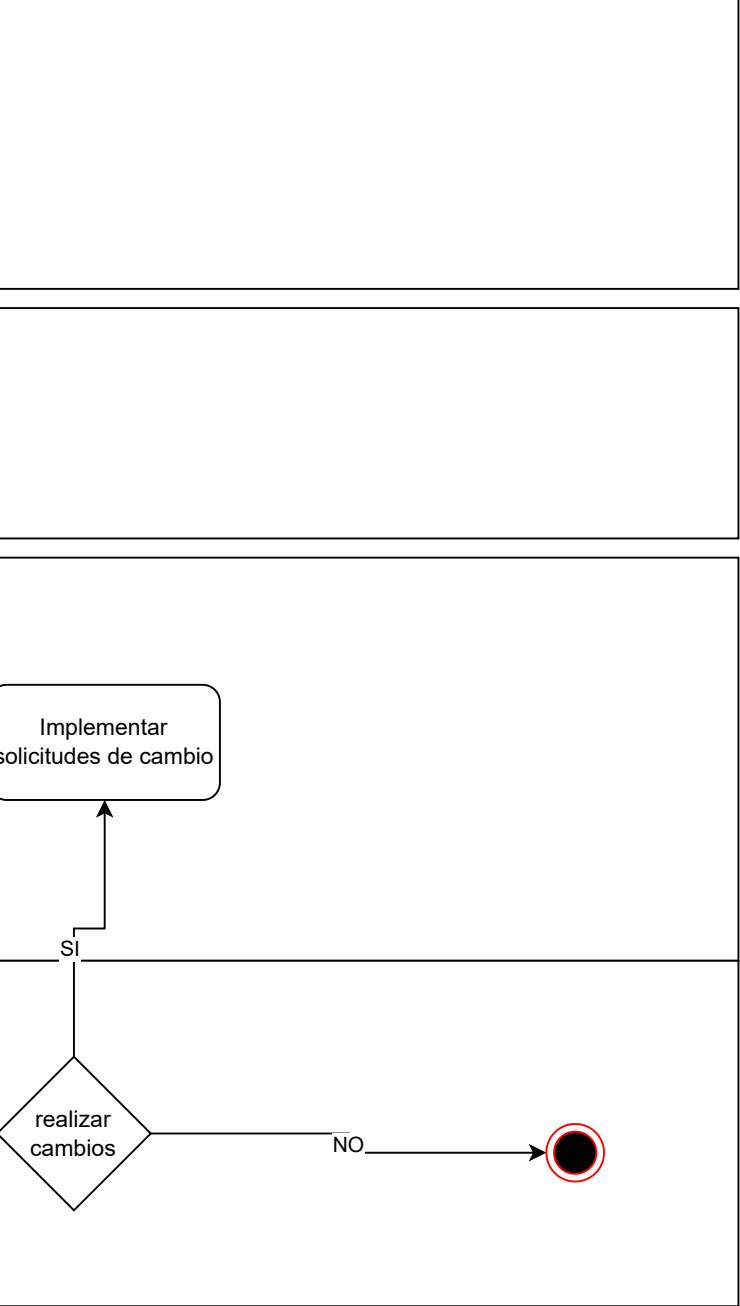 Implementar
solicitudes de cambio
SI
realizar
cambios
NO